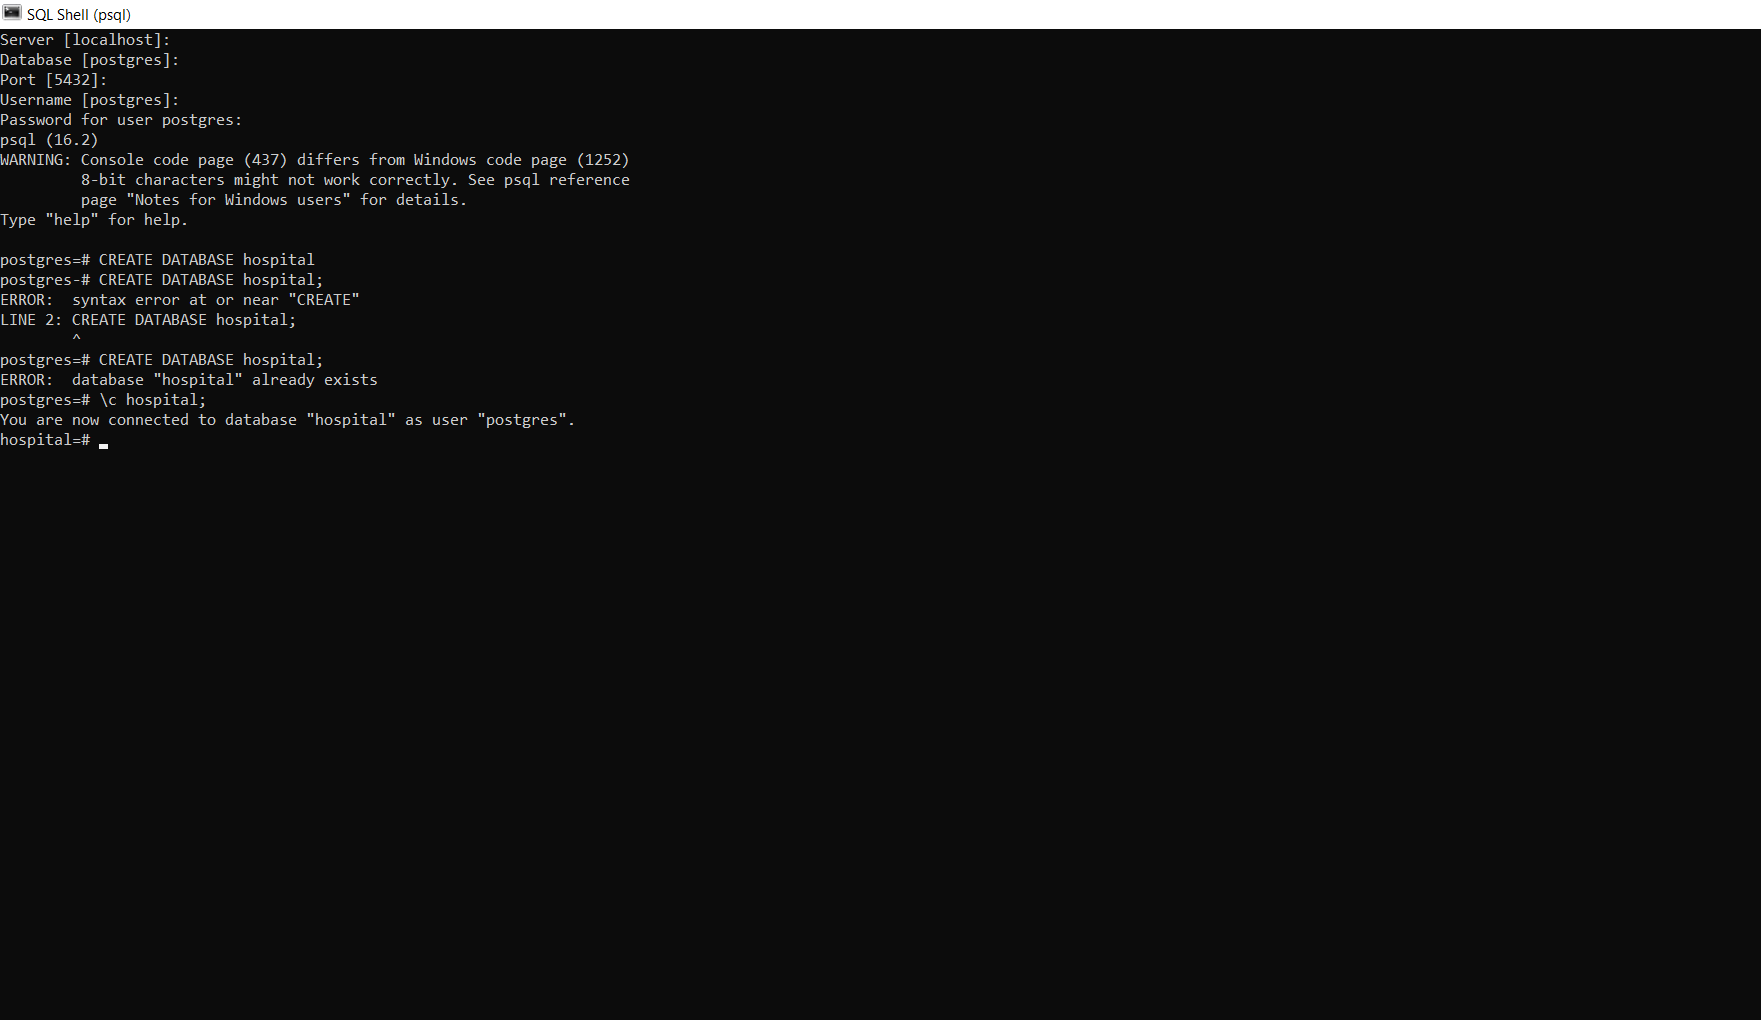 SQL Shell (psql)
Server [localhost]:
Database [postgres]:
Port [5432]:
Username [postgres]:
Password for user postgres:
psql (16.2)
WARNING: Console code page (437) differs from Windows code page (1252)
         8-bit characters might not work correctly. See psql reference
         page "Notes for Windows users" for details.
Type "help" for help.

postgres=# CREATE DATABASE hospital
postgres-# CREATE DATABASE hospital;
ERROR:  syntax error at or near "CREATE"
LINE 2: CREATE DATABASE hospital;
        ^
postgres=# CREATE DATABASE hospital;
ERROR:  database "hospital" already exists
postgres=# \c hospital;
You are now connected to database "hospital" as user "postgres".
hospital=#